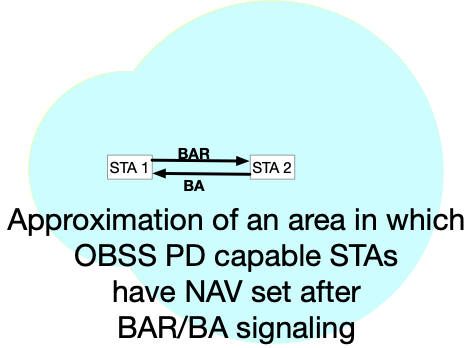 BAR
STA 1
STA 2
BA
Approximation of an area in which
OBSS PD capable STAs
have NAV set after
BAR/BA signaling